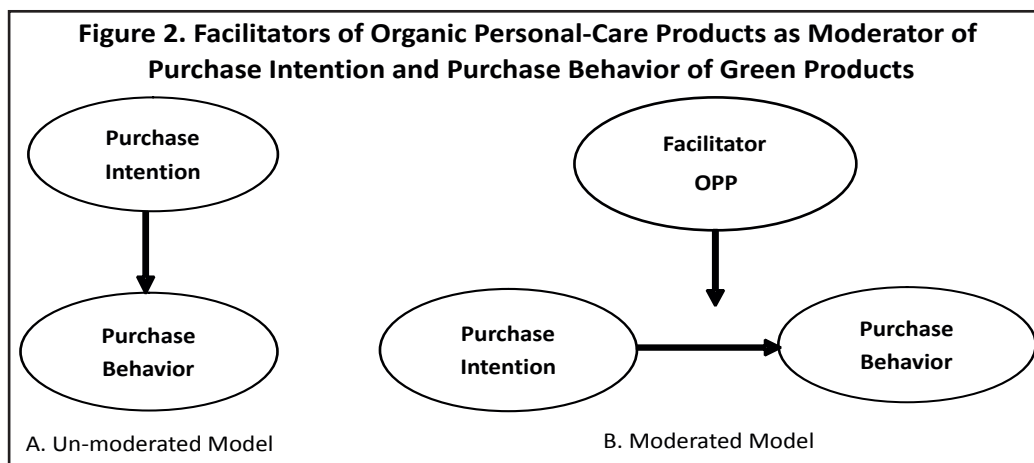 Figure 2. Facilitators of Organic Personal-Care Products as Moderator of
Purchase Intention and Purchase Behavior of Green Products
Purchase
Intention
Purchase
Behavior
A. Un-moderated Model
Facilitator
OPP
Purchase
Intention
Purchase
Behavior
B. Moderated Model